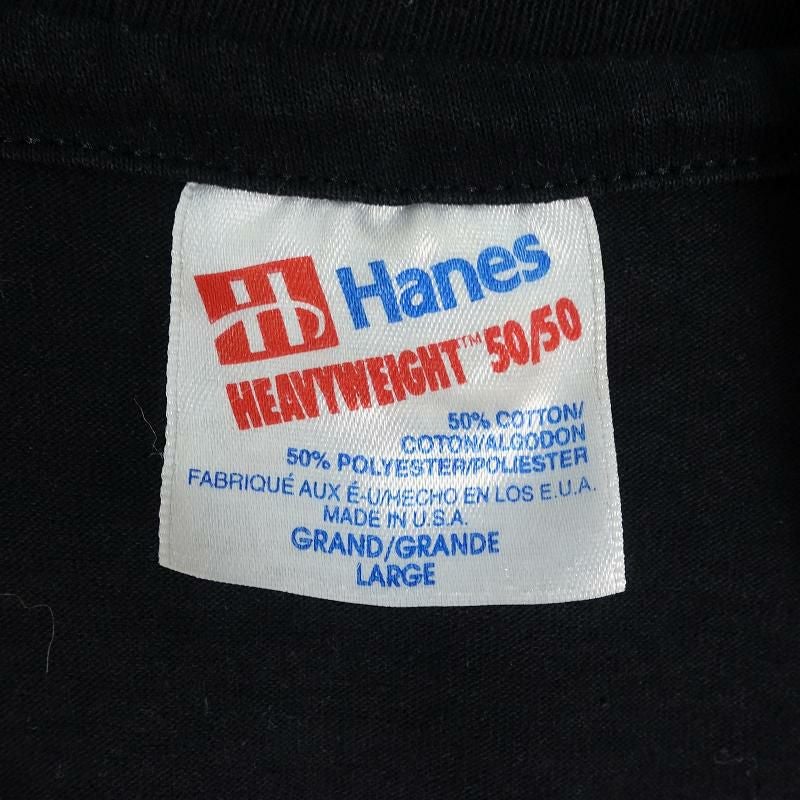 H Hanes
HEAVYWEIGHT™ 50/50
50% COTTON/
COTON/ALGODON
50% POLYESTER/POLIESTER
FABRIQUÉ AUX É-U/HECHO EN LOS E.U.A.
MADE IN U.S.A.
GRAND/GRANDE
LARGE